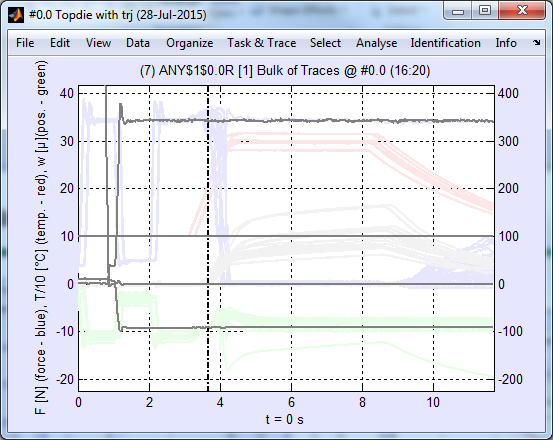 #0.0 Topdie with trj (28-Jul-2015)
File View Data Organize Task & Trace Select Analyse Identification Info
(7) ANY$1$0.0R [1] Bulk of Traces @ #0.0 (16:20)
F [N] (force - blue), T/10 [°C] (temp. - red), w [µ](pos. - green)
40 400
30 300
20 200
10 100
0 0
-10 -100
-20 -200
0 2 4 6 8 10
t = 0 s